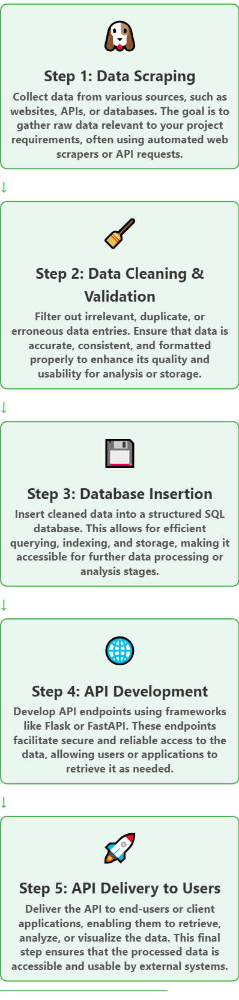 Step 1: Data Scraping
Collect data from various sources, such as
websites, APIs, or databases. The goal is to
gather raw data relevant to your project
requirements, often using automated web
scrapers or API requests.
↓
Step 2: Data Cleaning &
Validation
Filter out irrelevant, duplicate, or
erroneous data entries. Ensure that data is
accurate, consistent, and formatted
properly to enhance its quality and
usability for analysis or storage.
↓
Step 3: Database Insertion
Insert cleaned data into a structured SQL
database. This allows for efficient
querying, indexing, and storage, making it
accessible for further data processing or
analysis stages.
↓
Step 4: API Development
Develop API endpoints using frameworks
like Flask or FastAPI. These endpoints
facilitate secure and reliable access to the
data, allowing users or applications to
retrieve it as needed.
↓
Step 5: API Delivery to Users
Deliver the API to end-users or client
applications, enabling them to retrieve,
analyze, or visualize the data. This final
step ensures that the processed data is
accessible and usable by external systems.